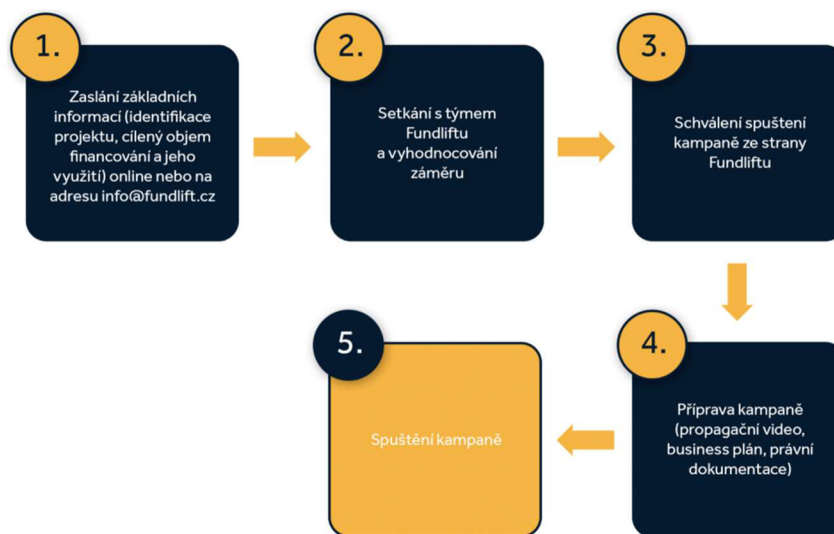 1.
Zaslání základních
informací (identifikace
projektu, cílený objem
financování a jeho
využití) online nebo na
adresu info@fundlift.cz
2.
Setkání s týmem
Fundliftu
a vyhodnocování
záměru
3.
Schválení spuštení
kampaně ze strany
Fundliftu
4.
Příprava kampaně
(propagační video,
business plán, právní
dokumentace)
5.
Spuštění kampaně